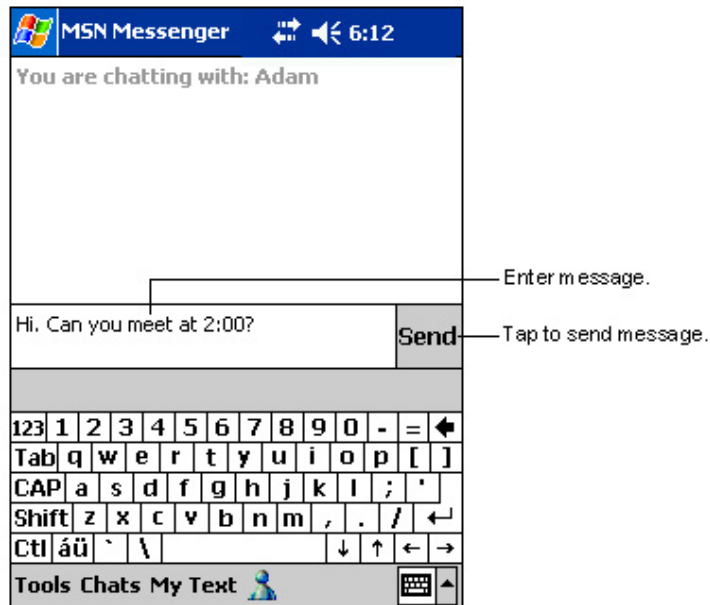 MSN Messenger 6:12
You are chatting with: Adam
Enter message.
Hi. Can you meet at 2:00?
Send
Tap to send message.
123 1 2 3 4 5 6 7 8 9 0 - =
Tab q w e r t y u i o p [ ]
CAP a s d f g h j k l ; '
Shift z x c v b n m , . /
Ctl áü ` \ ↓ ↑ ← →
Tools Chats My Text